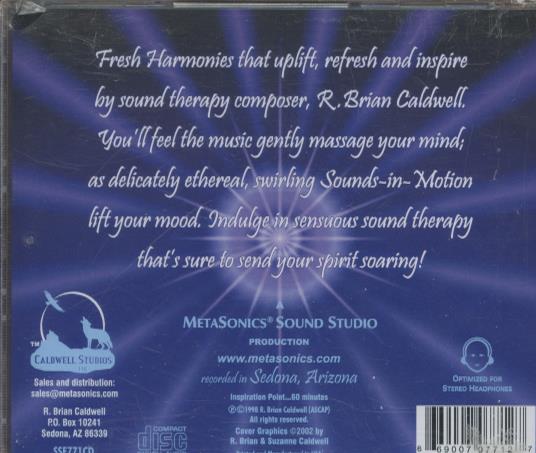 Fresh Harmonies that uplift, refresh and inspire
by sound therapy composer, R. Brian Caldwell.
You'll feel the music gently massage your mind;
as delicately ethereal, swirling Sounds~in~Motion
lift your mood. Indulge in sensuous sound therapy
that's sure to send your spirit soaring!
METASONICS® SOUND STUDIO
PRODUCTION
www.metasonics.com
recorded in Sedona, Arizona
TM
CALDWELL STUDIOS
Sales and distribution:
sales@metasonics.com
R. Brian Caldwell
P.O. Box 10241
Sedona, AZ 86339
SSE771CD
COMPACT
disc
Inspiration Point...60 minutes
℗©1998 R. Brian Caldwell (ASCAP)
All rights reserved.
Cover Graphics ©2002 by
R. Brian & Suzanne Caldwell
OPTIMIZED FOR
STEREO HEADPHONES